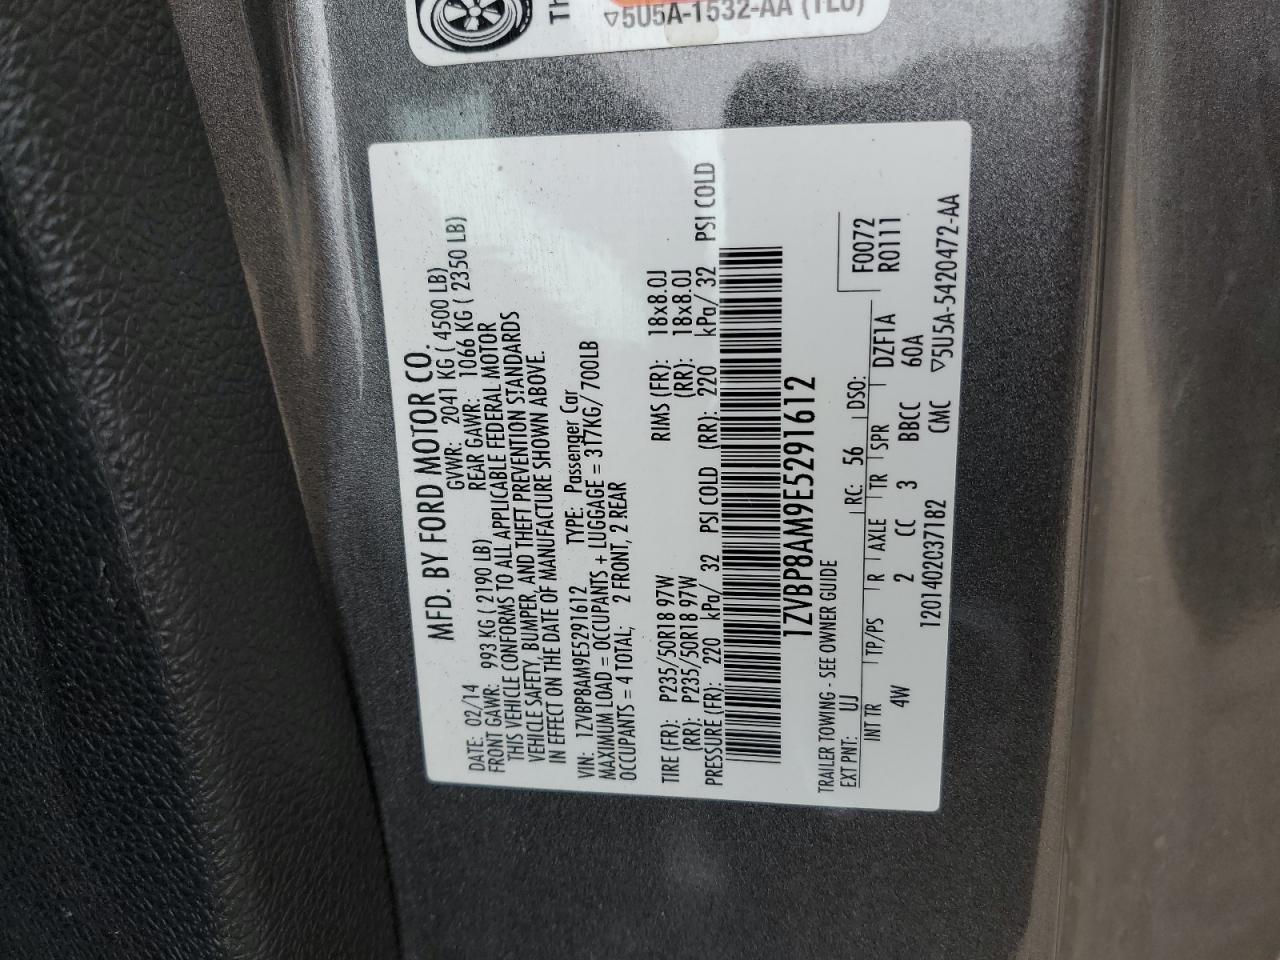 Th
▽5U5A-1532-AA (TLU)
MFD. BY FORD MOTOR CO.
DATE: 02/14 GVWR: 2041 KG ( 4500 LB)
FRONT GAWR: 993 KG ( 2190 LB) REAR GAWR: 1066 KG ( 2350 LB)
THIS VEHICLE CONFORMS TO ALL APPLICABLE FEDERAL MOTOR
VEHICLE SAFETY, BUMPER, AND THEFT PREVENTION STANDARDS
IN EFFECT ON THE DATE OF MANUFACTURE SHOWN ABOVE.
VIN: 1ZVBP8AM9E5291612 TYPE: Passenger Car
MAXIMUM LOAD = OCCUPANTS + LUGGAGE = 317KG/ 700LB
OCCUPANTS = 4 TOTAL; 2 FRONT, 2 REAR
TIRE (FR): P235/50R18 97W RIMS (FR): 18x8.0J
(RR): P235/50R18 97W (RR): 18x8.0J
PRESSURE (FR): 220 kPa/ 32 PSI COLD (RR): 220 kPa/ 32 PSI COLD
1ZVBP8AM9E5291612
TRAILER TOWING - SEE OWNER GUIDE
EXT PNT: UJ RC: 56 DSO: F0072
INT TR TP/PS R AXLE TR SPR DZF1A R0111
4W 2 CC 3 BBCC 60A
12014020371B2 CMC ▽5U5A-5420472-AA